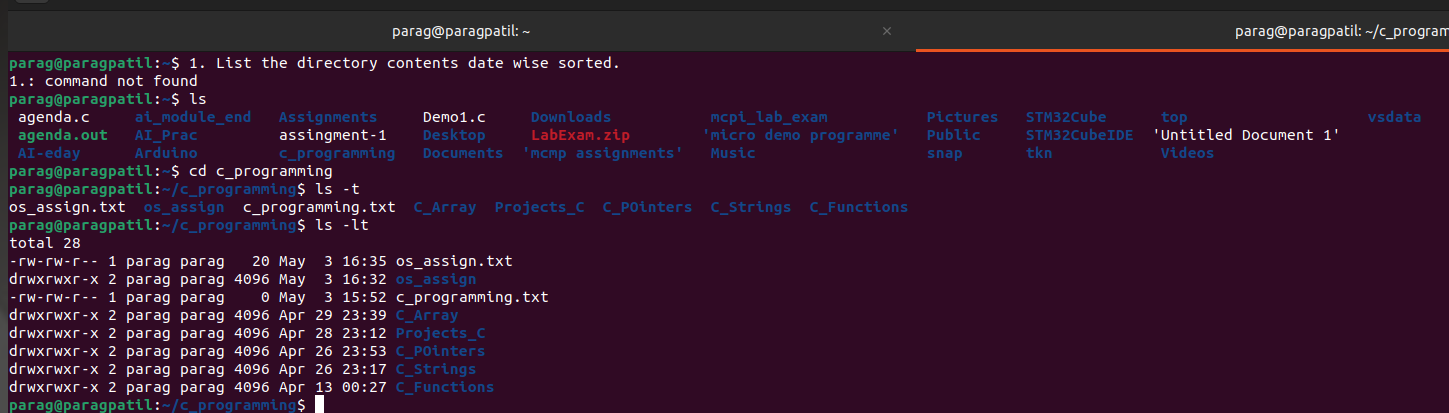 parag@paragpatil: ~ × parag@paragpatil: ~/c_program
parag@paragpatil:~$ 1. List the directory contents date wise sorted.
1.: command not found
parag@paragpatil:~$ ls
agenda.c ai_module_end Assignments Demo1.c Downloads mcpi_lab_exam Pictures STM32Cube top vsdata
agenda.out AI_Prac assingment-1 Desktop LabExam.zip 'micro demo programme' Public STM32CubeIDE 'Untitled Document 1'
AI-eday Arduino c_programming Documents 'mcmp assignments' Music snap tkn Videos
parag@paragpatil:~$ cd c_programming
parag@paragpatil:~/c_programming$ ls -t
os_assign.txt os_assign c_programming.txt C_Array Projects_C C_POinters C_Strings C_Functions
parag@paragpatil:~/c_programming$ ls -lt
total 28
-rw-rw-r-- 1 parag parag 20 May 3 16:35 os_assign.txt
drwxrwxr-x 2 parag parag 4096 May 3 16:32 os_assign
-rw-rw-r-- 1 parag parag 0 May 3 15:52 c_programming.txt
drwxrwxr-x 2 parag parag 4096 Apr 29 23:39 C_Array
drwxrwxr-x 2 parag parag 4096 Apr 28 23:12 Projects_C
drwxrwxr-x 2 parag parag 4096 Apr 26 23:53 C_POinters
drwxrwxr-x 2 parag parag 4096 Apr 26 23:17 C_Strings
drwxrwxr-x 2 parag parag 4096 Apr 13 00:27 C_Functions
parag@paragpatil:~/c_programming$